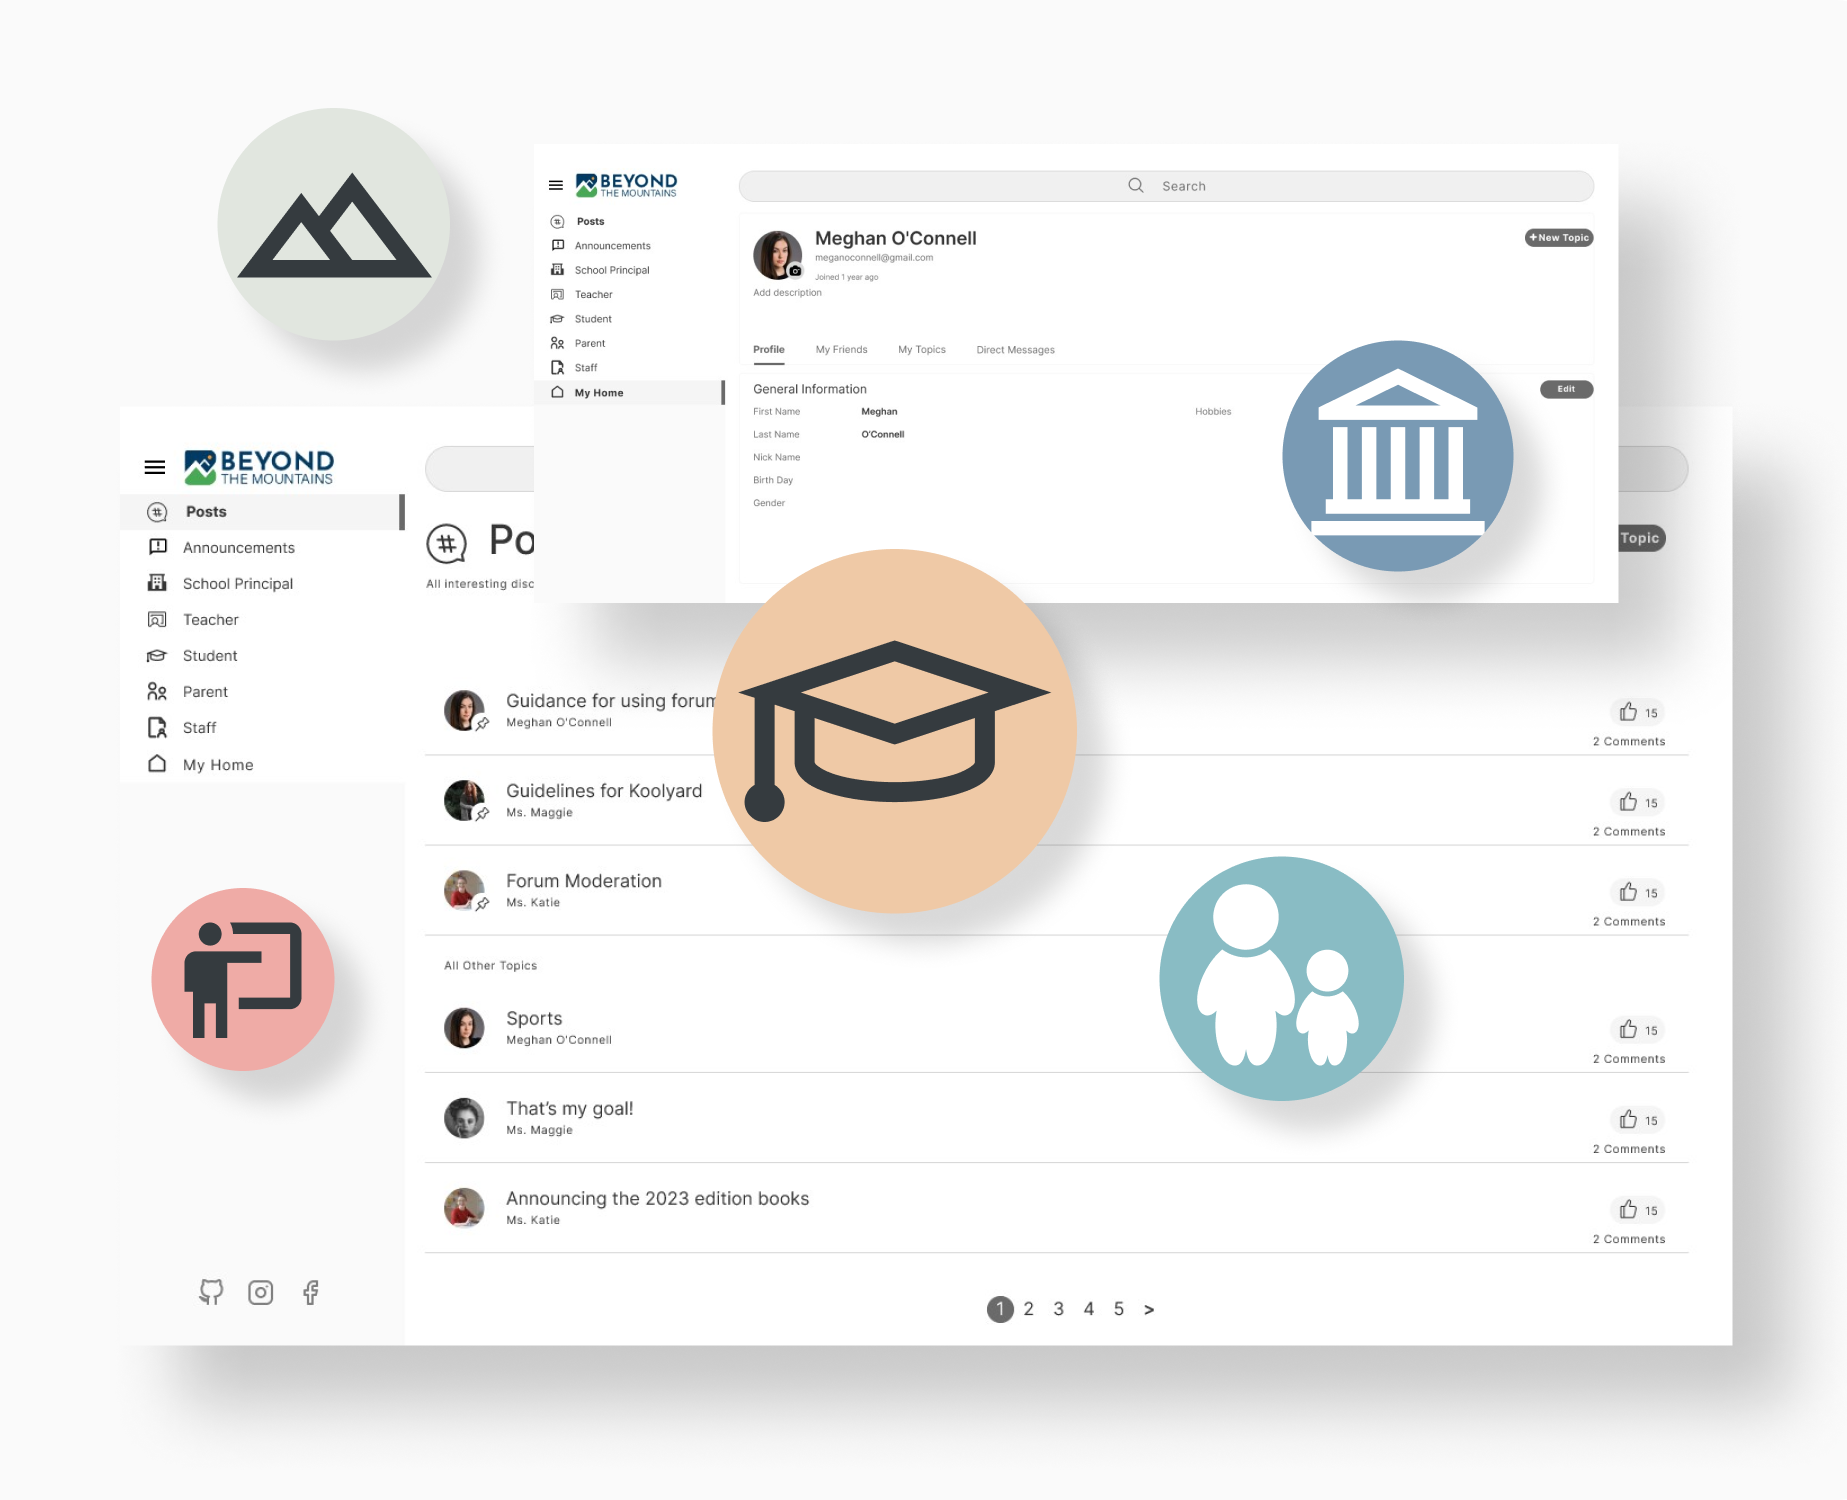 BEYOND
THE MOUNTAINS
Search
Posts
Announcements
School Principal
Teacher
Student
Parent
Staff
My Home
Meghan O'Connell
meganoconnell@gmail.com
Joined 1 year ago
Add description
+New Topic
Profile My Friends My Topics Direct Messages
General Information
Edit
First Name Meghan Hobbies
Last Name O'Connell
Nick Name
Birth Day
Gender
BEYOND
THE MOUNTAINS
Posts
Announcements
School Principal
Teacher
Student
Parent
Staff
My Home
# Po
Topic
All interesting disc
Guidance for using forum
Meghan O'Connell
15
2 Comments
Guidelines for Koolyard
Ms. Maggie
15
2 Comments
Forum Moderation
Ms. Katie
15
2 Comments
All Other Topics
Sports
Meghan O'Connell
15
2 Comments
That's my goal!
Ms. Maggie
15
2 Comments
Announcing the 2023 edition books
Ms. Katie
15
2 Comments
1 2 3 4 5 >